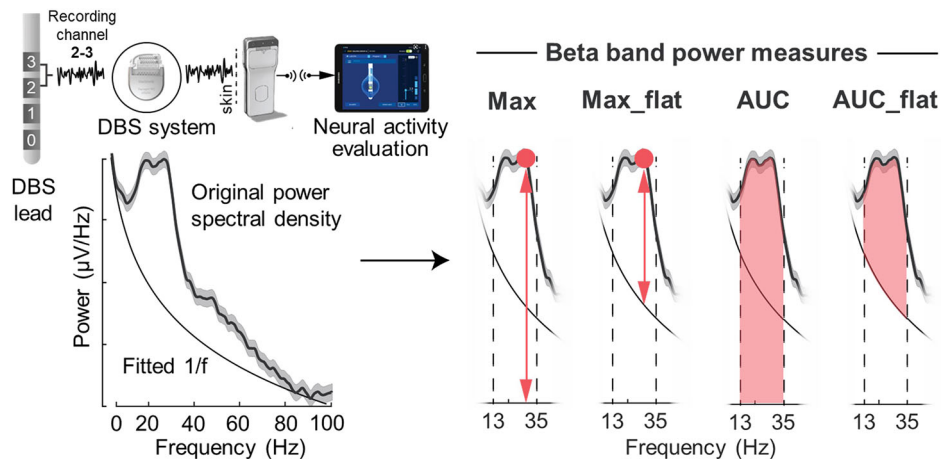 Recording
channel
2-3
3
2
1
0
DBS
lead
DBS system
skin
Neural activity
evaluation
Original power
spectral density
Fitted 1/f
Power (µV/Hz)
0 20 40 60 80 100
Frequency (Hz)
Beta band power measures
Max Max_flat AUC AUC_flat
13 35 13 35 13 35 13 35
Frequency (Hz)